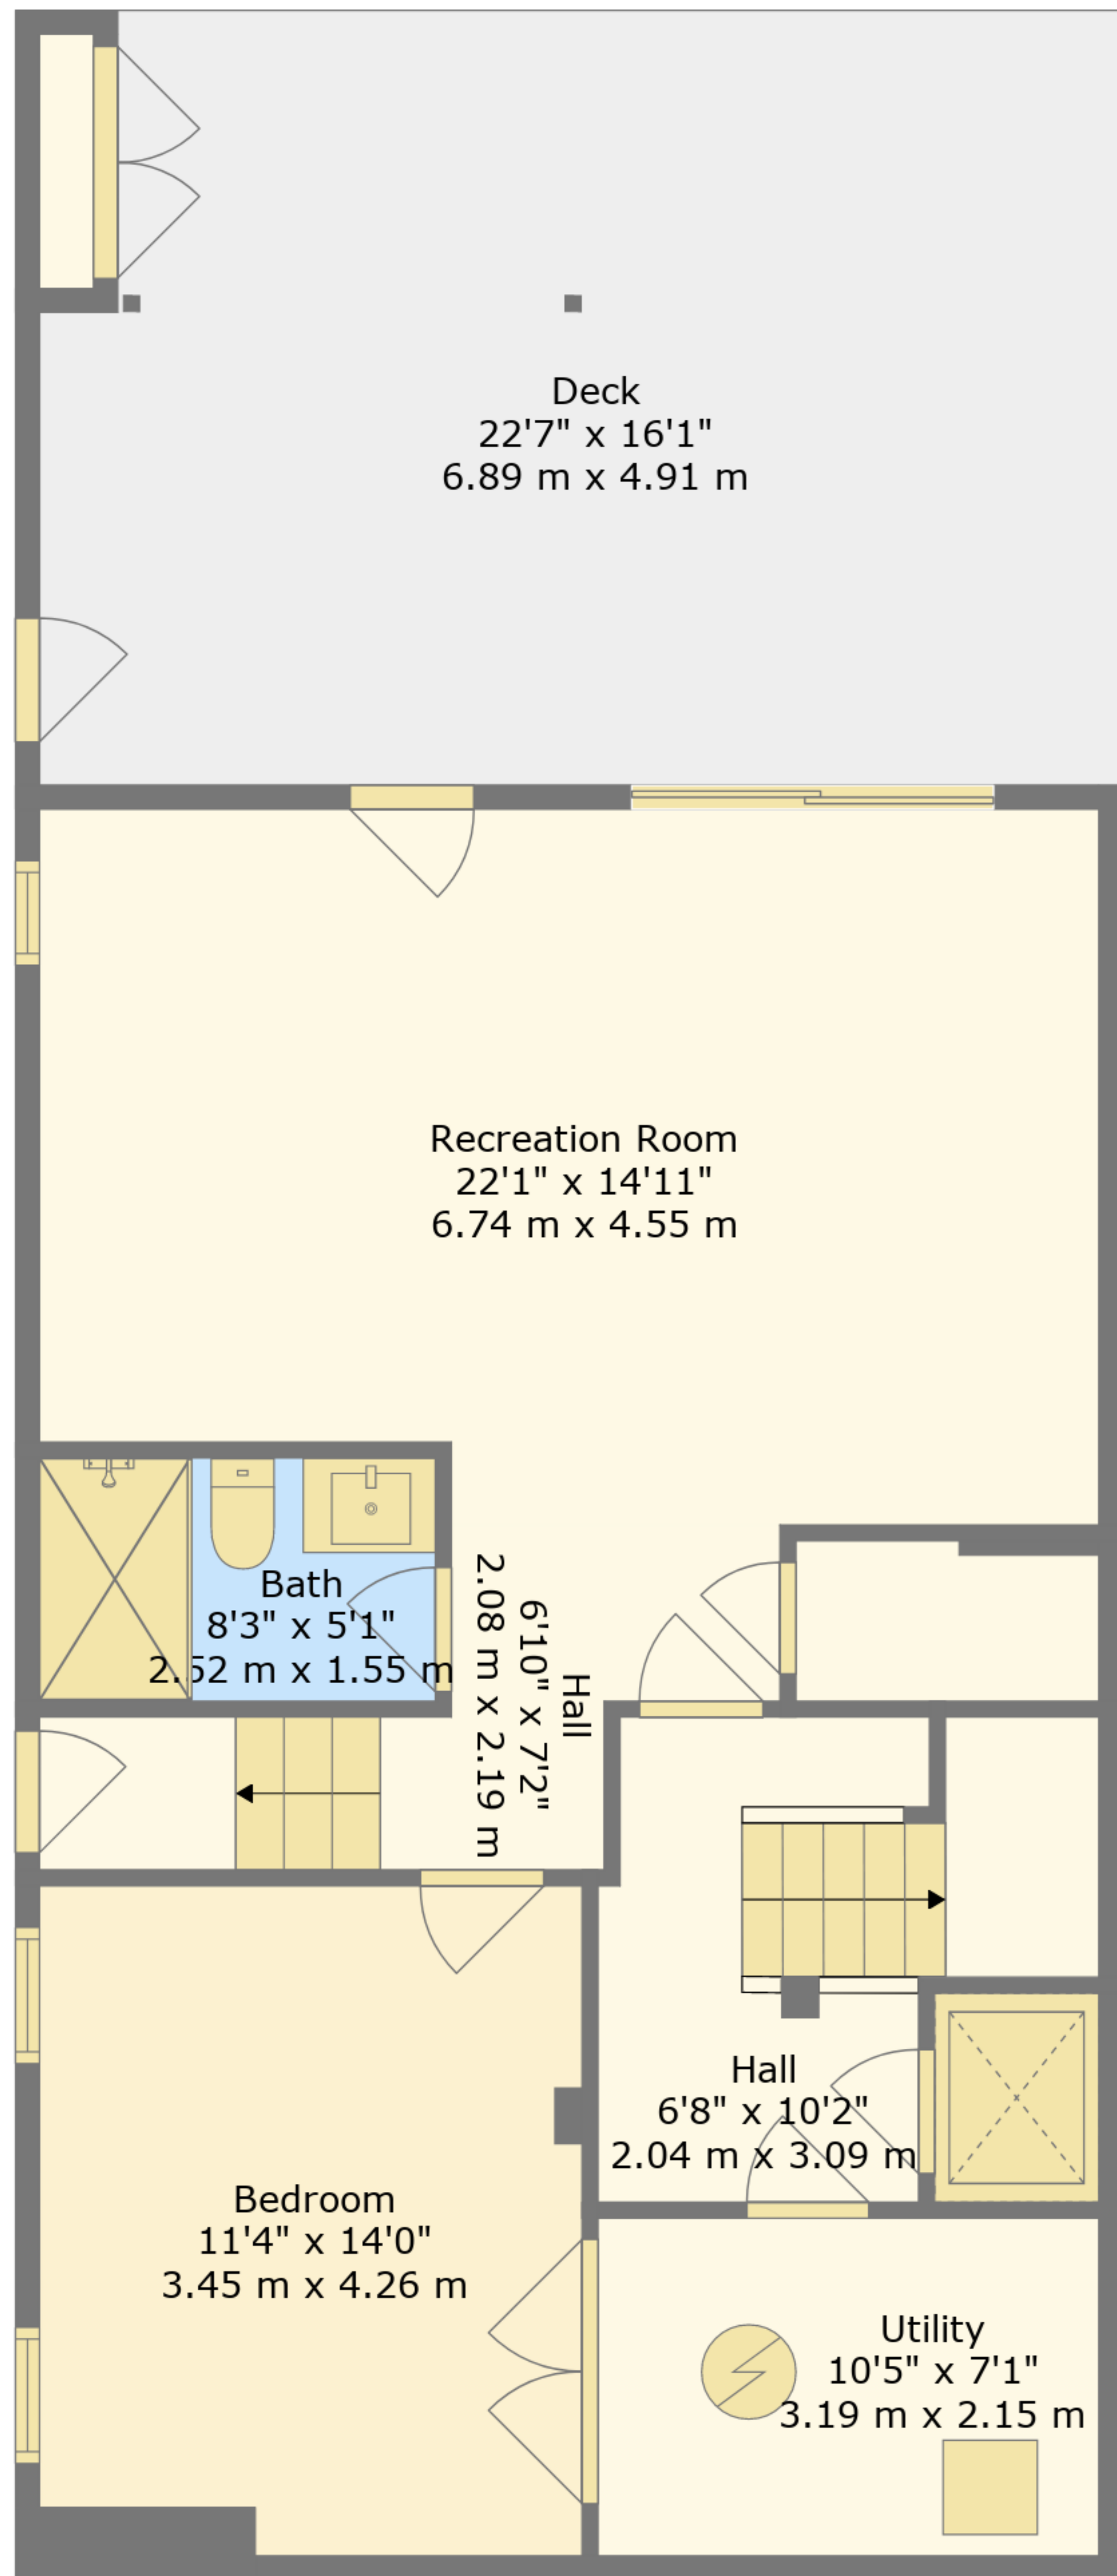 Deck
22'7" x 16'1"
6.89 m x 4.91 m
Recreation Room
22'1" x 14'11"
6.74 m x 4.55 m
Bath
8'3" x 5'1"
2.52 m x 1.55 m
Hall
6'10" x 7'2"
2.08 m x 2.19 m
Hall
6'8" x 10'2"
2.04 m x 3.09 m
Bedroom
11'4" x 14'0"
3.45 m x 4.26 m
Utility
10'5" x 7'1"
3.19 m x 2.15 m